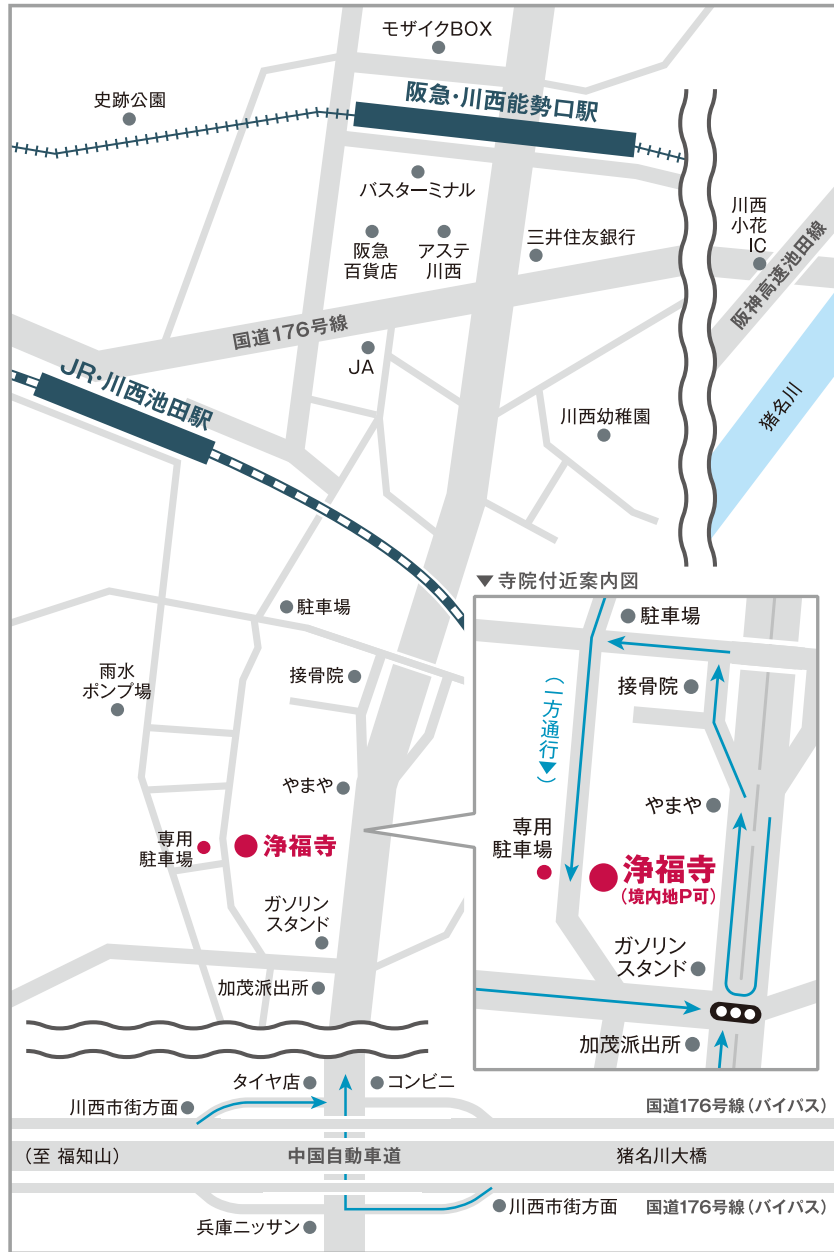 モザイクBOX
史跡公園
阪急・川西能勢口駅
バスターミナル
阪急
百貨店
アステ
川西
三井住友銀行
川西
小花
IC
阪神高速池田線
国道176号線
JA
JR・川西池田駅
川西幼稚園
猪名川
駐車場
雨水
ポンプ場
接骨院
やまや
専用
駐車場
浄福寺
ガソリン
スタンド
加茂派出所
▼寺院付近案内図
駐車場
接骨院
(一方通行▼)
やまや
専用
駐車場
浄福寺
(境内地P可)
ガソリン
スタンド
加茂派出所
タイヤ店
コンビニ
川西市街方面
国道176号線(バイパス)
(至 福知山)
中国自動車道
猪名川大橋
川西市街方面
国道176号線(バイパス)
兵庫ニッサン